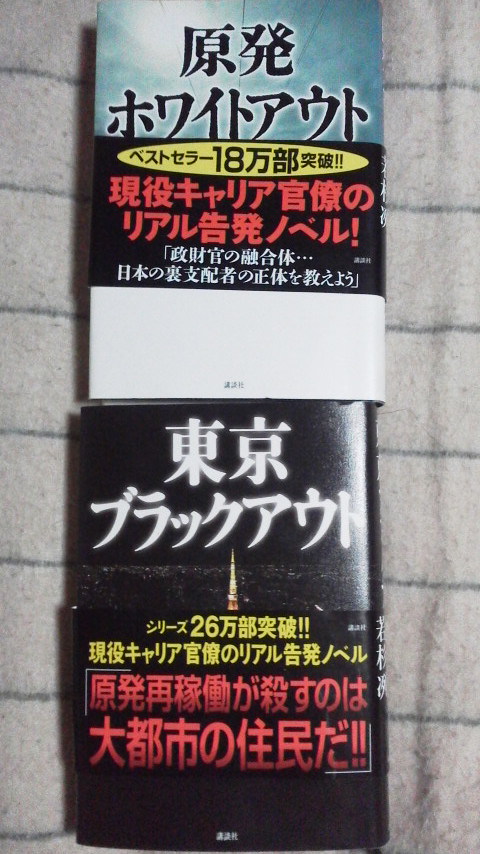 原発
ホワイトアウト
ベストセラー18万部突破!!
現役キャリア官僚の
リアル告発ノベル!
「政財官の融合体…
日本の裏支配者の正体を教えよう」
講談社
若杉 冽
講談社
東京
ブラックアウト
シリーズ26万部突破!!
現役キャリア官僚のリアル告発ノベル
「原発再稼働が殺すのは
大都市の住民だ!!」
講談社
若杉 冽
講談社